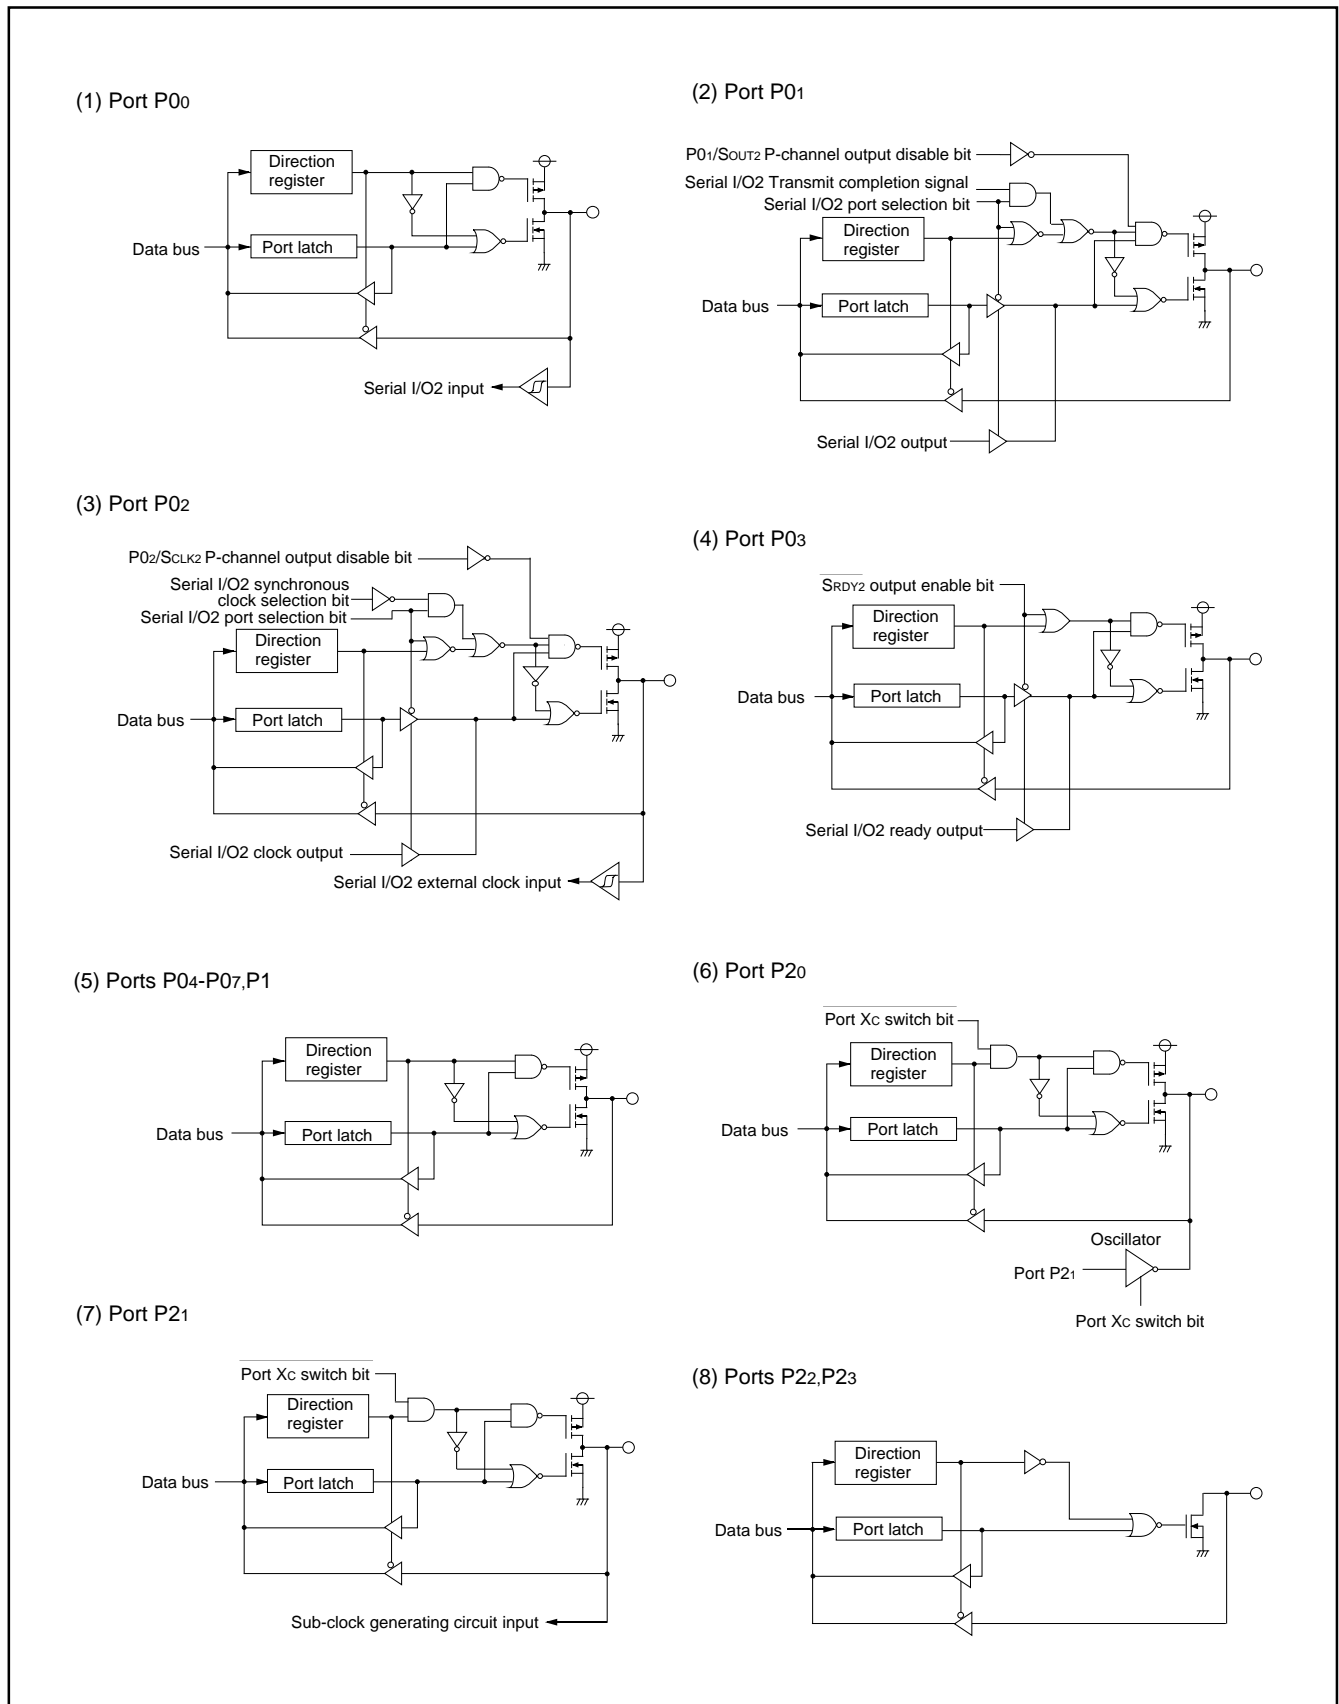 (1) Port P00
Direction
register
Data bus
Port latch
Serial I/O2 input
(2) Port P01
P01/SOUT2 P-channel output disable bit
Serial I/O2 Transmit completion signal
Serial I/O2 port selection bit
Direction
register
Data bus
Port latch
Serial I/O2 output
(3) Port P02
P02/SCLK2 P-channel output disable bit
Serial I/O2 synchronous
clock selection bit
Serial I/O2 port selection bit
Direction
register
Data bus
Port latch
Serial I/O2 clock output
Serial I/O2 external clock input
(4) Port P03
SRDY2 output enable bit
Direction
register
Data bus
Port latch
Serial I/O2 ready output
(5) Ports P04-P07,P1
Direction
register
Data bus
Port latch
(6) Port P20
Port XC switch bit
Direction
register
Data bus
Port latch
Oscillator
Port P21
Port XC switch bit
(7) Port P21
Port XC switch bit
Direction
register
Data bus
Port latch
Sub-clock generating circuit input
(8) Ports P22,P23
Direction
register
Data bus
Port latch